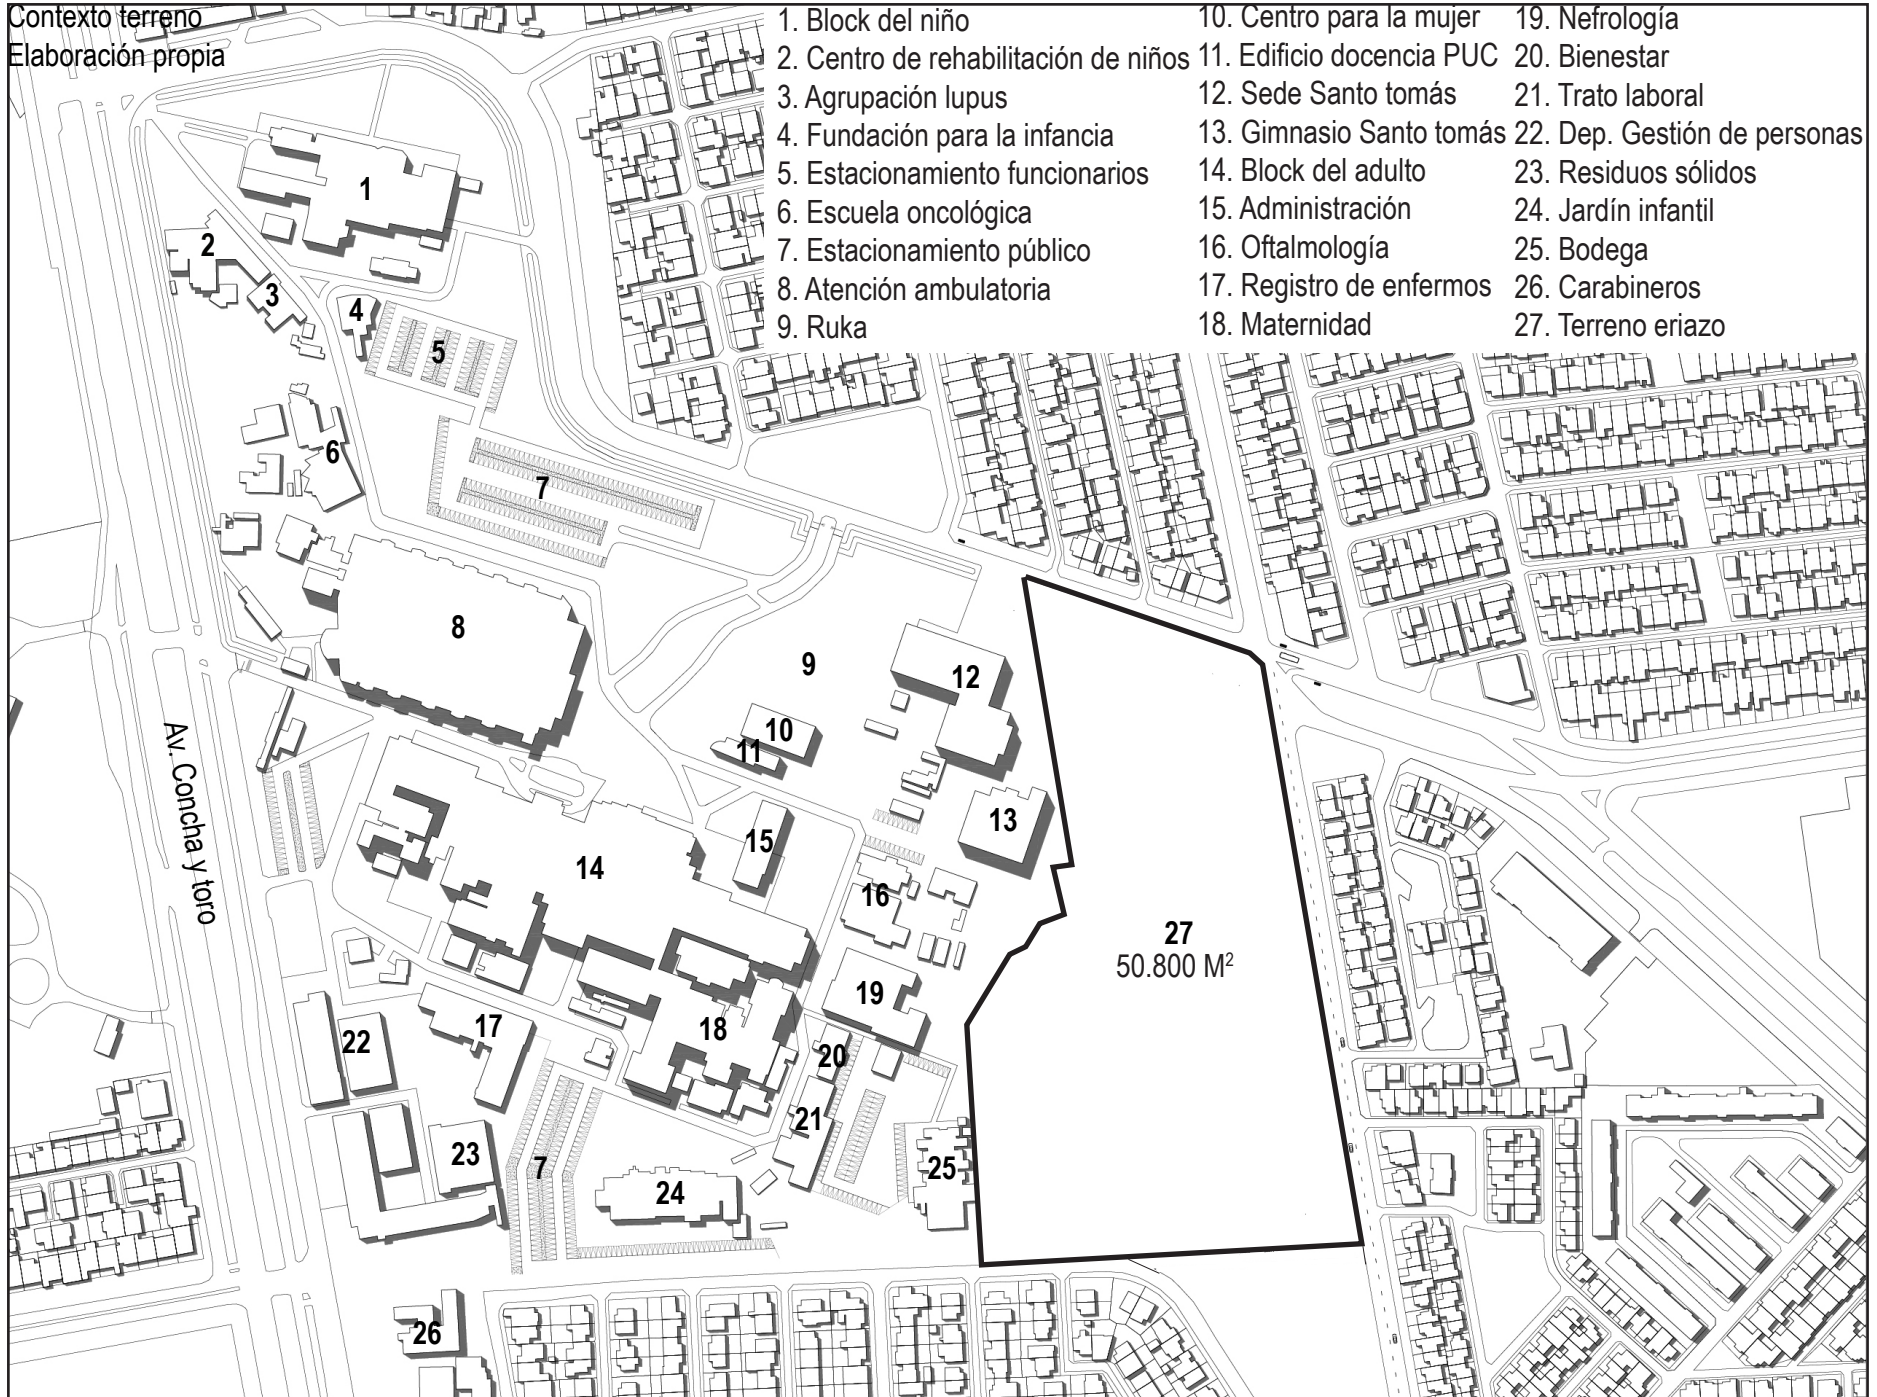 Contexto terreno
Elaboración propia
1. Block del niño
2. Centro de rehabilitación de niños
3. Agrupación lupus
4. Fundación para la infancia
5. Estacionamiento funcionarios
6. Escuela oncológica
7. Estacionamiento público
8. Atención ambulatoria
9. Ruka
10. Centro para la mujer
11. Edificio docencia PUC
12. Sede Santo tomás
13. Gimnasio Santo tomás
14. Block del adulto
15. Administración
16. Oftalmología
17. Registro de enfermos
18. Maternidad
19. Nefrología
20. Bienestar
21. Trato laboral
22. Dep. Gestión de personas
23. Residuos sólidos
24. Jardín infantil
25. Bodega
26. Carabineros
27. Terreno eriazo
1
2
3
4
5
6
7
8
9
12
10
11
13
15
14
16
Av. Concha y toro
27
50.800 M²
19
17
18
22
20
21
23
7
25
24
26